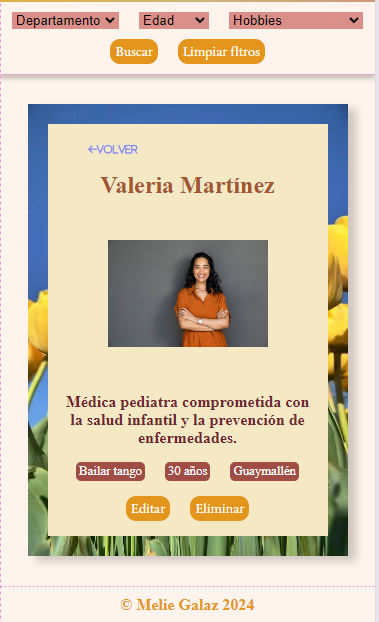 Departamento Edad Hobbies
Buscar Limpiar fltros
←VOLVER
Valeria Martínez
Médica pediatra comprometida con
la salud infantil y la prevención de
enfermedades.
Bailar tango 30 años Guaymallén
Editar Eliminar
© Melie Galaz 2024